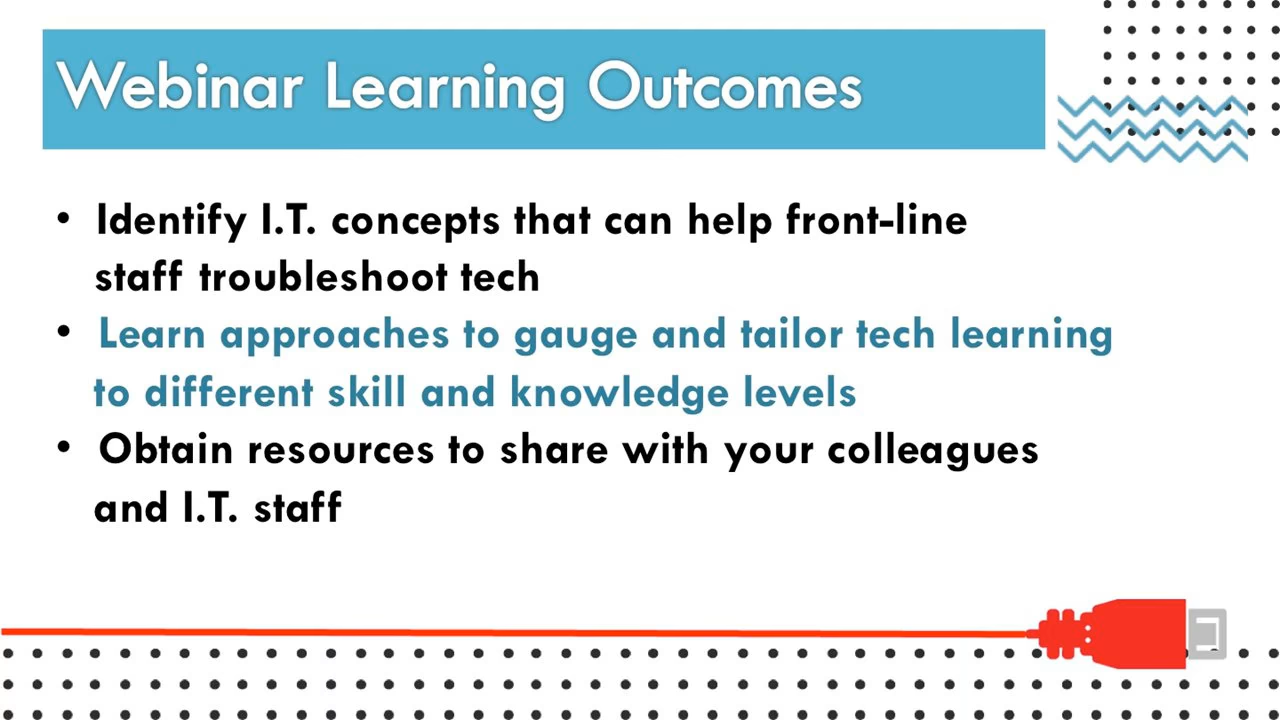 Webinar Learning Outcomes
• Identify I.T. concepts that can help front-line
staff troubleshoot tech
• Learn approaches to gauge and tailor tech learning
to different skill and knowledge levels
• Obtain resources to share with your colleagues
and I.T. staff